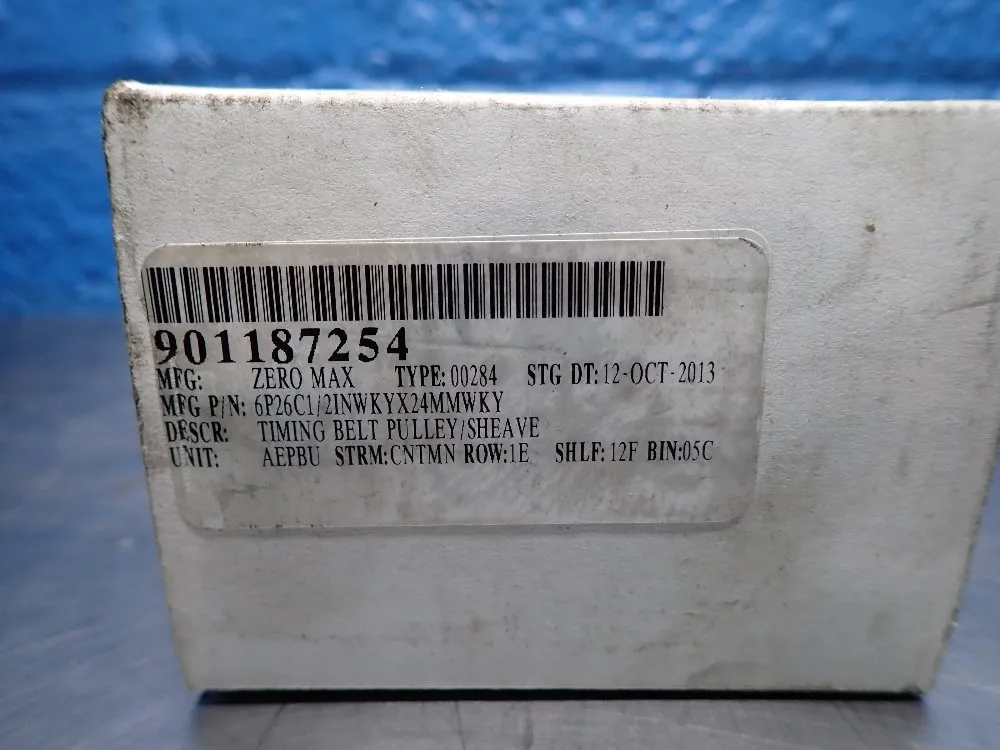 901187254
MFG: ZERO MAX TYPE: 00284 STG DT: 12-OCT-2013
MFG P/N: 6P26C1/2INWKYX24MMWKY
DESCR: TIMING BELT PULLEY/SHEAVE
UNIT: AEPBU STRM:CNTMN ROW:1E SHLF: 12F BIN:05C